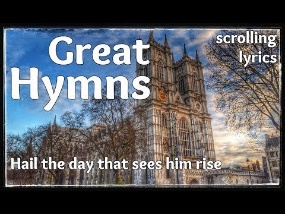 Great
Hymns
scrolling
lyrics
Hail the day that sees him rise